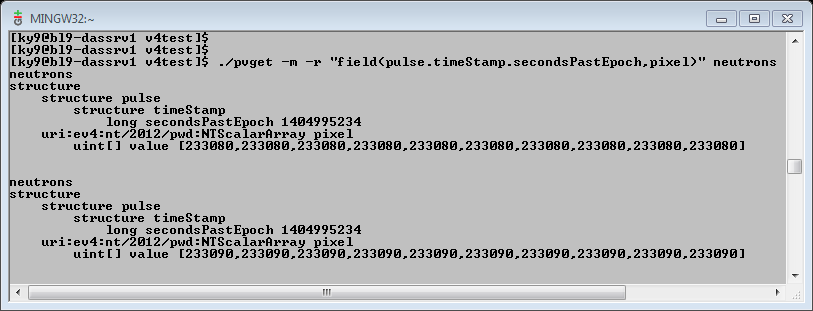 MINGW32:~
[ky9@bl9-dassrv1 v4test]$
[ky9@bl9-dassrv1 v4test]$
[ky9@bl9-dassrv1 v4test]$ ./pvget -m -r "field(pulse.timeStamp.secondsPastEpoch,pixel)" neutrons
neutrons
structure
    structure pulse
        structure timeStamp
            long secondsPastEpoch 1404995234
    uri:ev4:nt/2012/pwd:NTScalarArray pixel
        uint[] value [233080,233080,233080,233080,233080,233080,233080,233080,233080,233080]
neutrons
structure
    structure pulse
        structure timeStamp
            long secondsPastEpoch 1404995234
    uri:ev4:nt/2012/pwd:NTScalarArray pixel
        uint[] value [233090,233090,233090,233090,233090,233090,233090,233090,233090,233090]